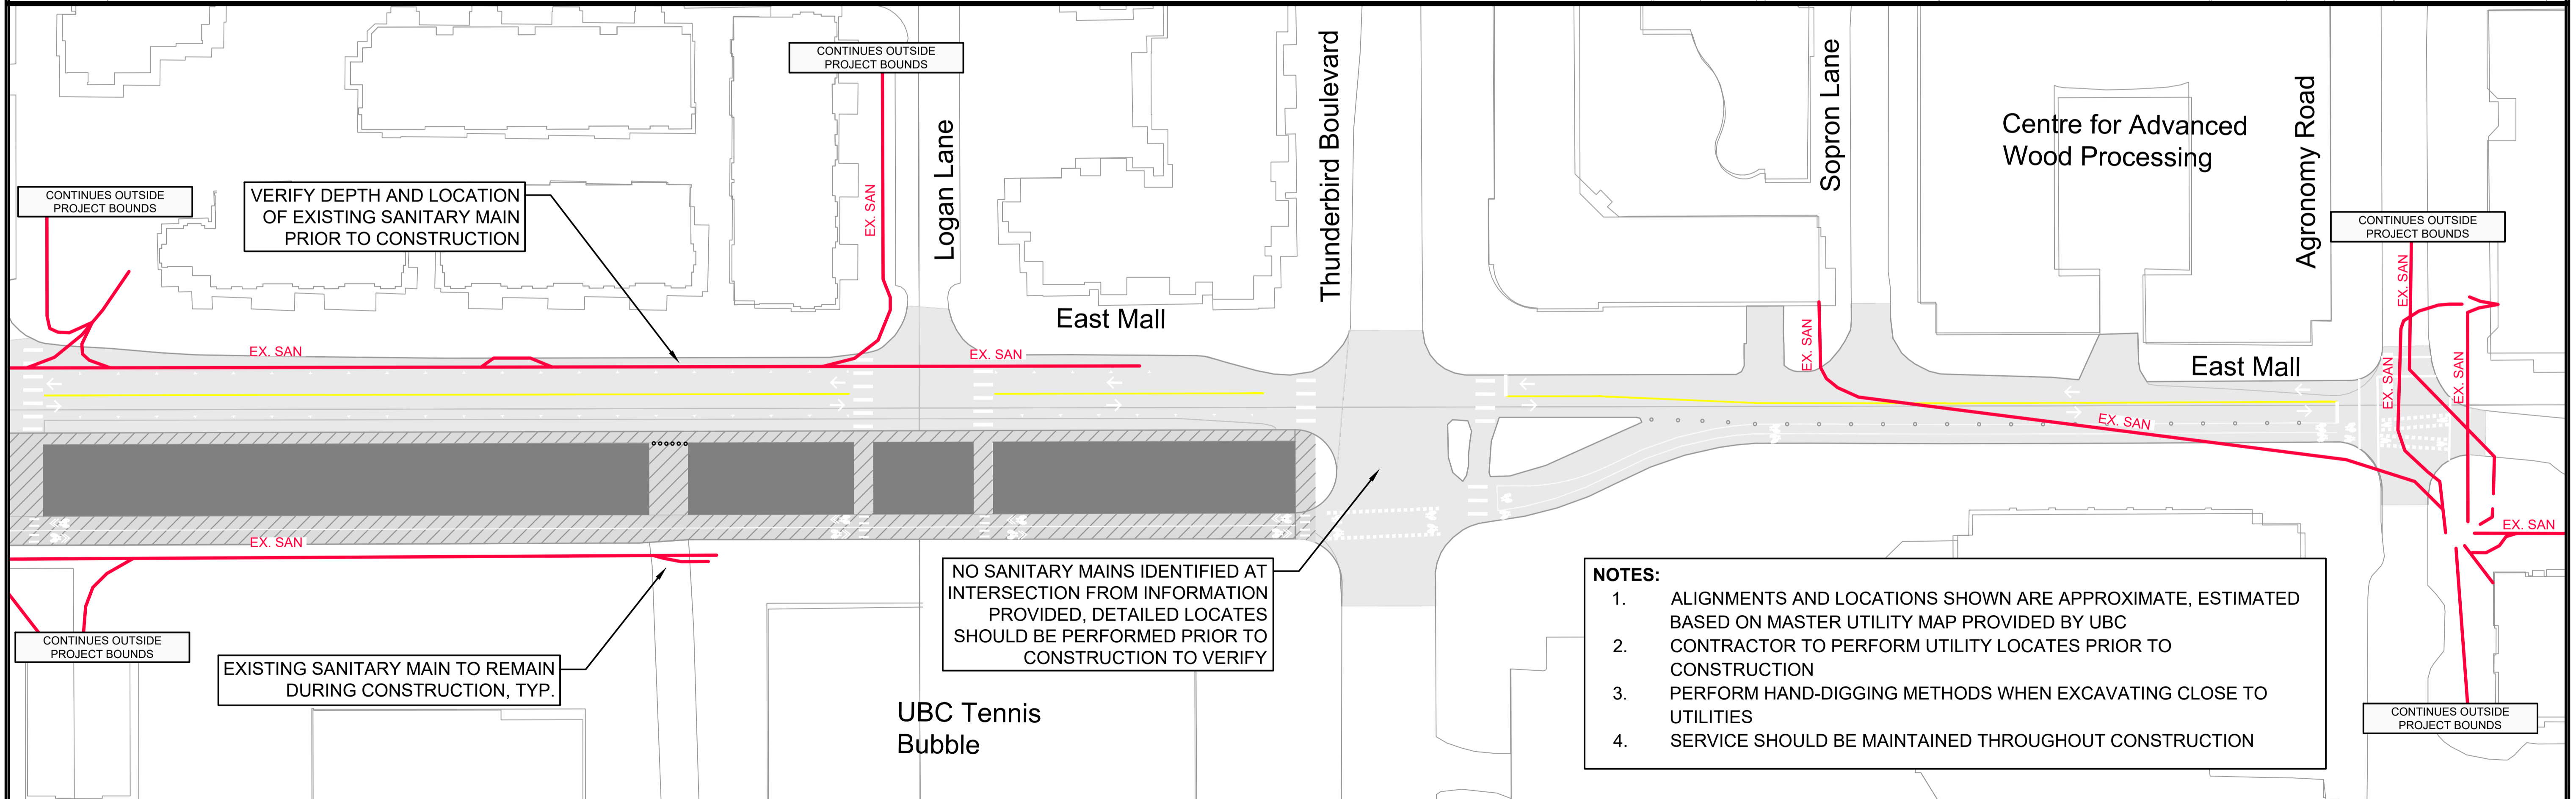 CONTINUES OUTSIDE
PROJECT BOUNDS
CONTINUES OUTSIDE
PROJECT BOUNDS
VERIFY DEPTH AND LOCATION
OF EXISTING SANITARY MAIN
PRIOR TO CONSTRUCTION
EX. SAN
Logan Lane
Thunderbird Boulevard
Sopron Lane
Centre for Advanced
Wood Processing
Agronomy Road
CONTINUES OUTSIDE
PROJECT BOUNDS
EX. SAN
East Mall
EX. SAN
EX. SAN
EX. SAN
East Mall
EX. SAN
EX. SAN
EX. SAN
EX. SAN
EX. SAN
NO SANITARY MAINS IDENTIFIED AT
INTERSECTION FROM INFORMATION
PROVIDED, DETAILED LOCATES
SHOULD BE PERFORMED PRIOR TO
CONSTRUCTION TO VERIFY
CONTINUES OUTSIDE
PROJECT BOUNDS
EXISTING SANITARY MAIN TO REMAIN
DURING CONSTRUCTION, TYP.
UBC Tennis
Bubble
NOTES:
1. ALIGNMENTS AND LOCATIONS SHOWN ARE APPROXIMATE, ESTIMATED
BASED ON MASTER UTILITY MAP PROVIDED BY UBC
2. CONTRACTOR TO PERFORM UTILITY LOCATES PRIOR TO
CONSTRUCTION
3. PERFORM HAND-DIGGING METHODS WHEN EXCAVATING CLOSE TO
UTILITIES
4. SERVICE SHOULD BE MAINTAINED THROUGHOUT CONSTRUCTION
CONTINUES OUTSIDE
PROJECT BOUNDS